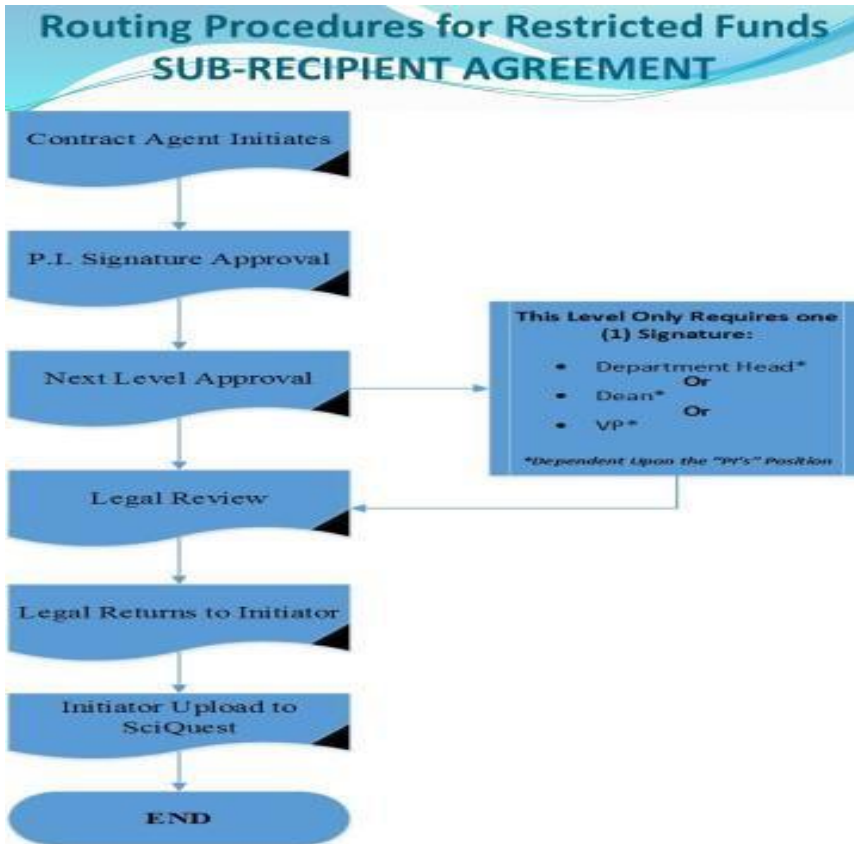 Routing Procedures for Restricted Funds
SUB-RECIPIENT AGREEMENT
Contract Agent Initiates
P.I. Signature Approval
Next Level Approval
This Level Only Requires one
(1) Signature:
• Department Head*
Or
• Dean*
Or
• VP*
*Dependent Upon the "PI's" Position
Legal Review
Legal Returns to Initiator
Initiator Upload to
SciQuest
END